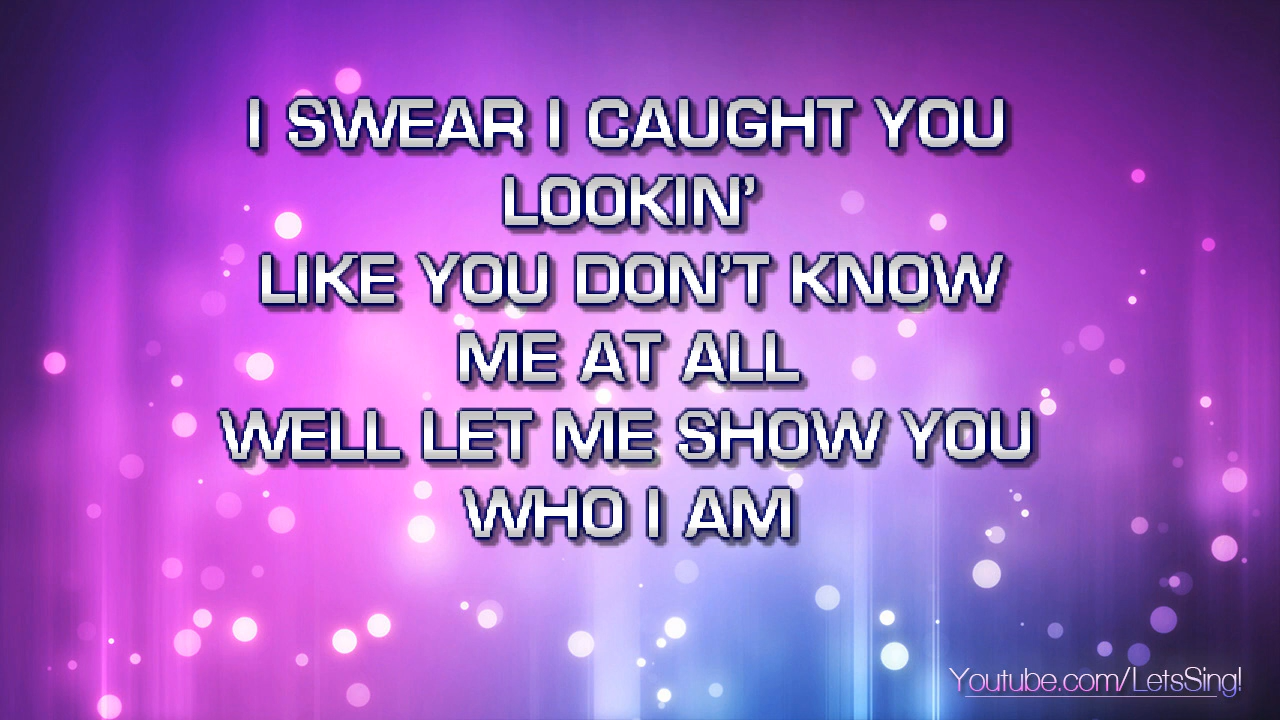 I SWEAR I CAUGHT YOU
LOOKIN’
LIKE YOU DON’T KNOW
ME AT ALL
WELL LET ME SHOW YOU
WHO I AM
Youtube.com/LetsSing!